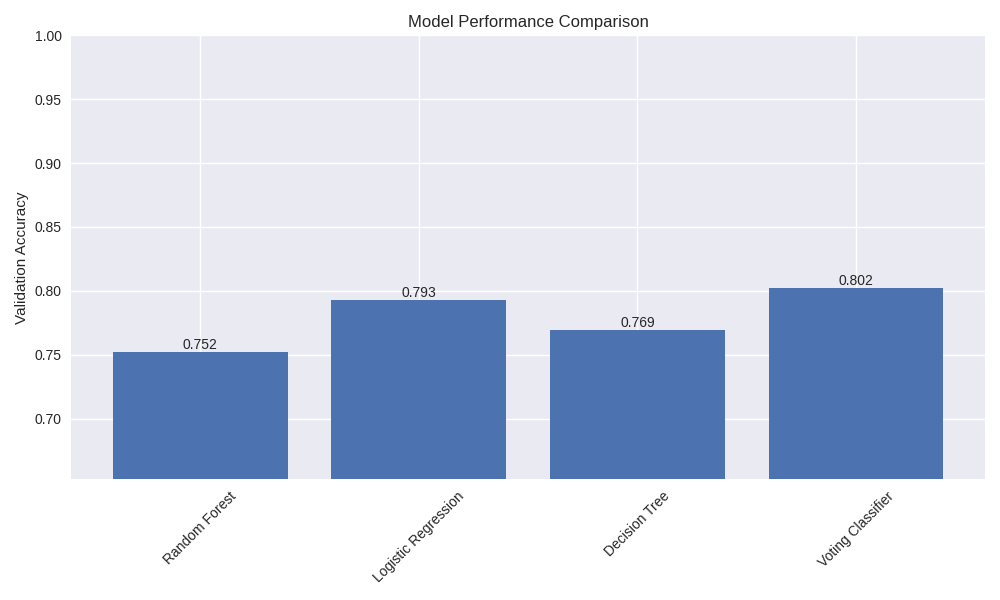 Model Performance Comparison
Validation Accuracy
1.00
0.95
0.90
0.85
0.80
0.75
0.70
0.752
0.793
0.769
0.802
Random Forest
Logistic Regression
Decision Tree
Voting Classifier